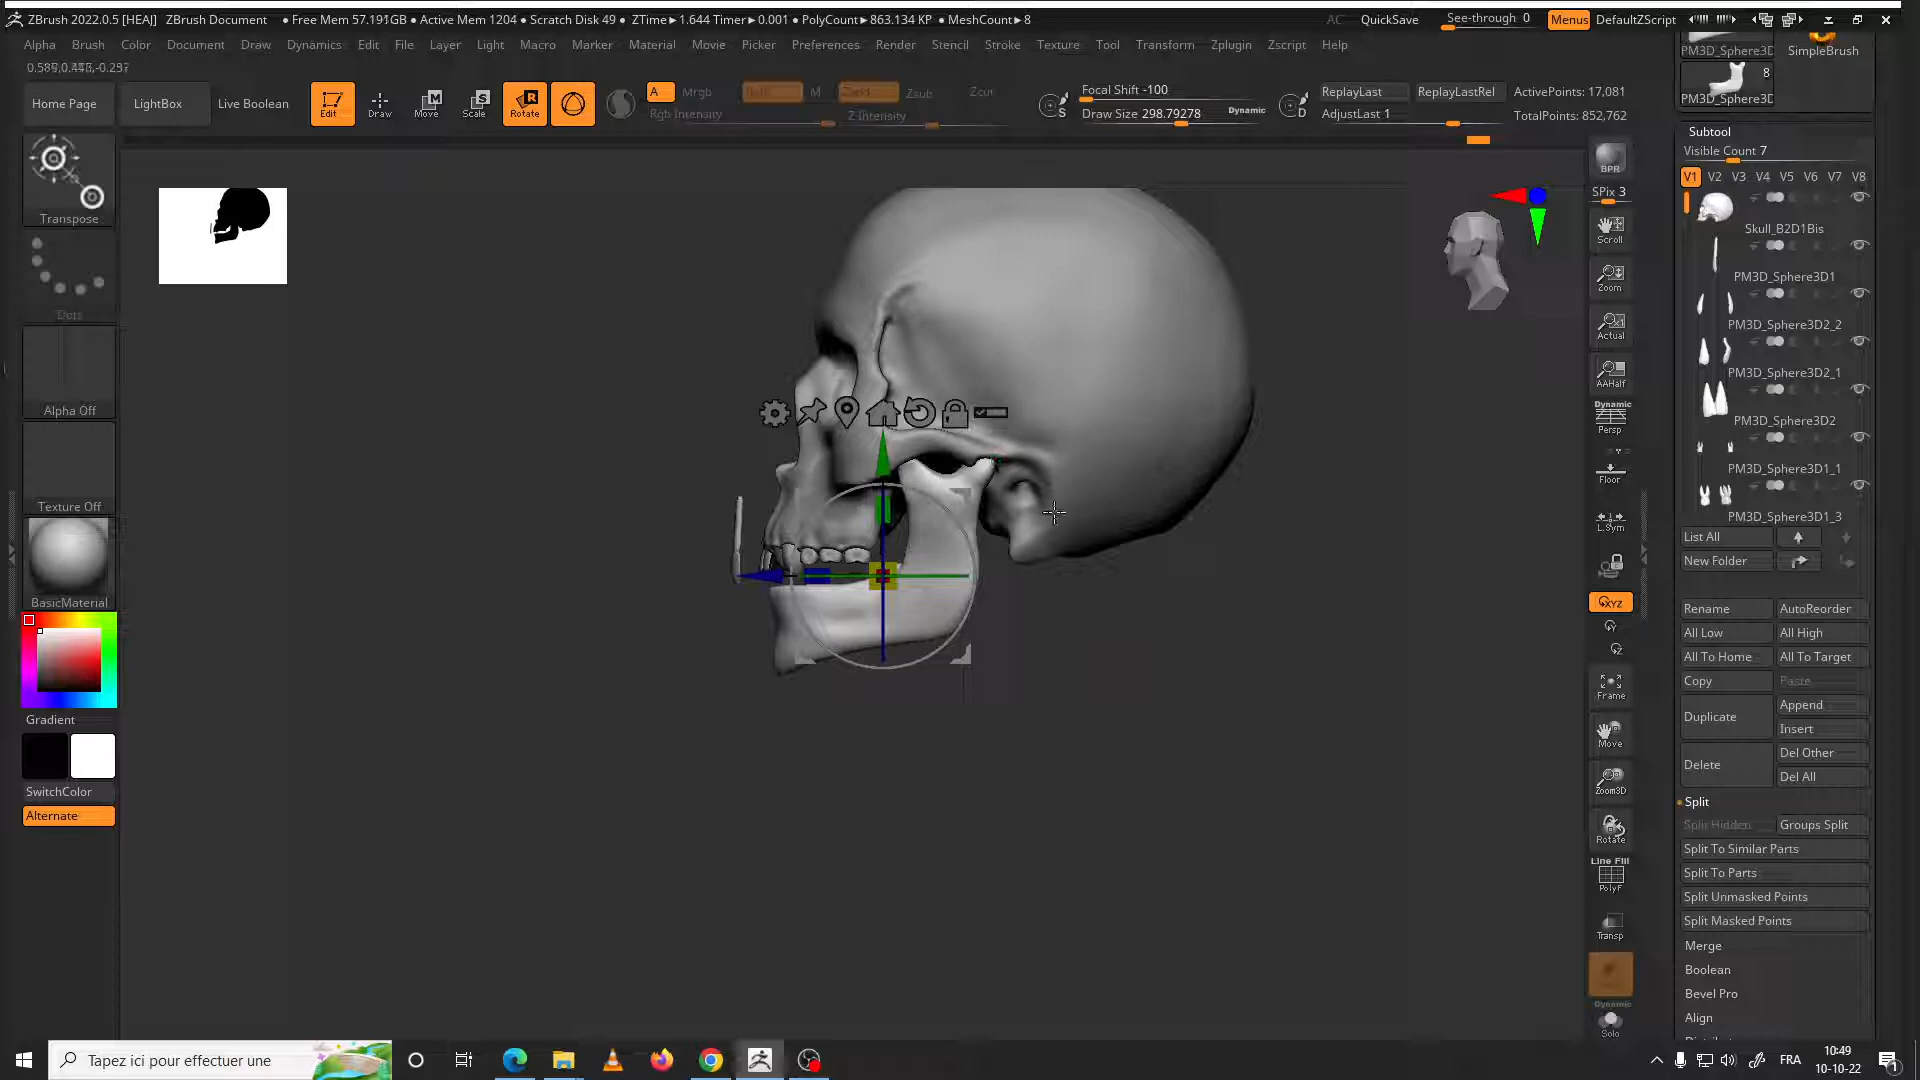 ZBrush 2022.0.5 [HEAJ] ZBrush Document ● Free Mem 57.191GB ● Active Mem 1204 ● Scratch Disk 49 ● ZTime►1.644 Timer►0.001 ● PolyCount►863.134 KP ● MeshCount►8 AC QuickSave See-through 0 Menus DefaultZScript
Alpha Brush Color Document Draw Dynamics Edit File Layer Light Macro Marker Material Movie Picker Preferences Render Stencil Stroke Texture Tool Transform Zplugin Zscript Help
Home Page LightBox Live Boolean Edit Draw Move Scale Rotate
A Mrgb M Zsub Zcut
Rgb Intensity Z Intensity
Focal Shift -100
Draw Size 298.79278 Dynamic
S D
ReplayLast ReplayLastRel ActivePoints: 17,081
AdjustLast 1 TotalPoints: 852,762
Transpose
Dots
Alpha Off
Texture Off
BasicMaterial
Gradient
SwitchColor
Alternate
BPR
SPix 3
Scroll
Zoom
Actual
AAHalf
Dynamic
Persp
Floor
L.Sym
XYZ
Frame
Move
Zoom3D
Rotate
Line Fill
PolyF
Transp
Dynamic
Solo
PM3D_Sphere3D SimpleBrush
8
PM3D_Sphere3D
Subtool
Visible Count 7
V1 V2 V3 V4 V5 V6 V7 V8
Skull_B2D1Bis
PM3D_Sphere3D1
PM3D_Sphere3D2_2
PM3D_Sphere3D2_1
PM3D_Sphere3D2
PM3D_Sphere3D1_1
PM3D_Sphere3D1_3
List All
New Folder
Rename AutoReorder
All Low All High
All To Home All To Target
Copy Paste
Duplicate Append
Insert
Delete Del Other
Del All
Split
Split Hidden Groups Split
Split To Similar Parts
Split To Parts
Split Unmasked Points
Split Masked Points
Merge
Boolean
Bevel Pro
Align
Tapez ici pour effectuer une
FRA 10:49
10-10-22
1